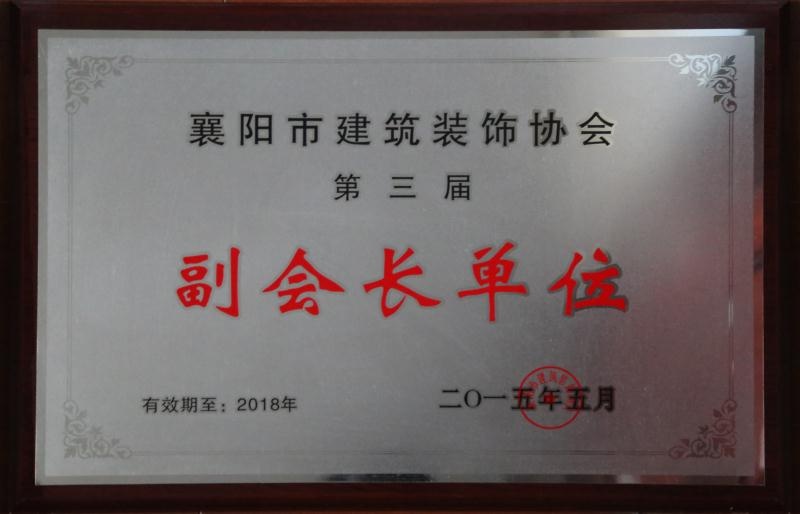 襄阳市建筑装饰协会
第三届
副会长单位
有效期至：2018年
二〇一五年五月